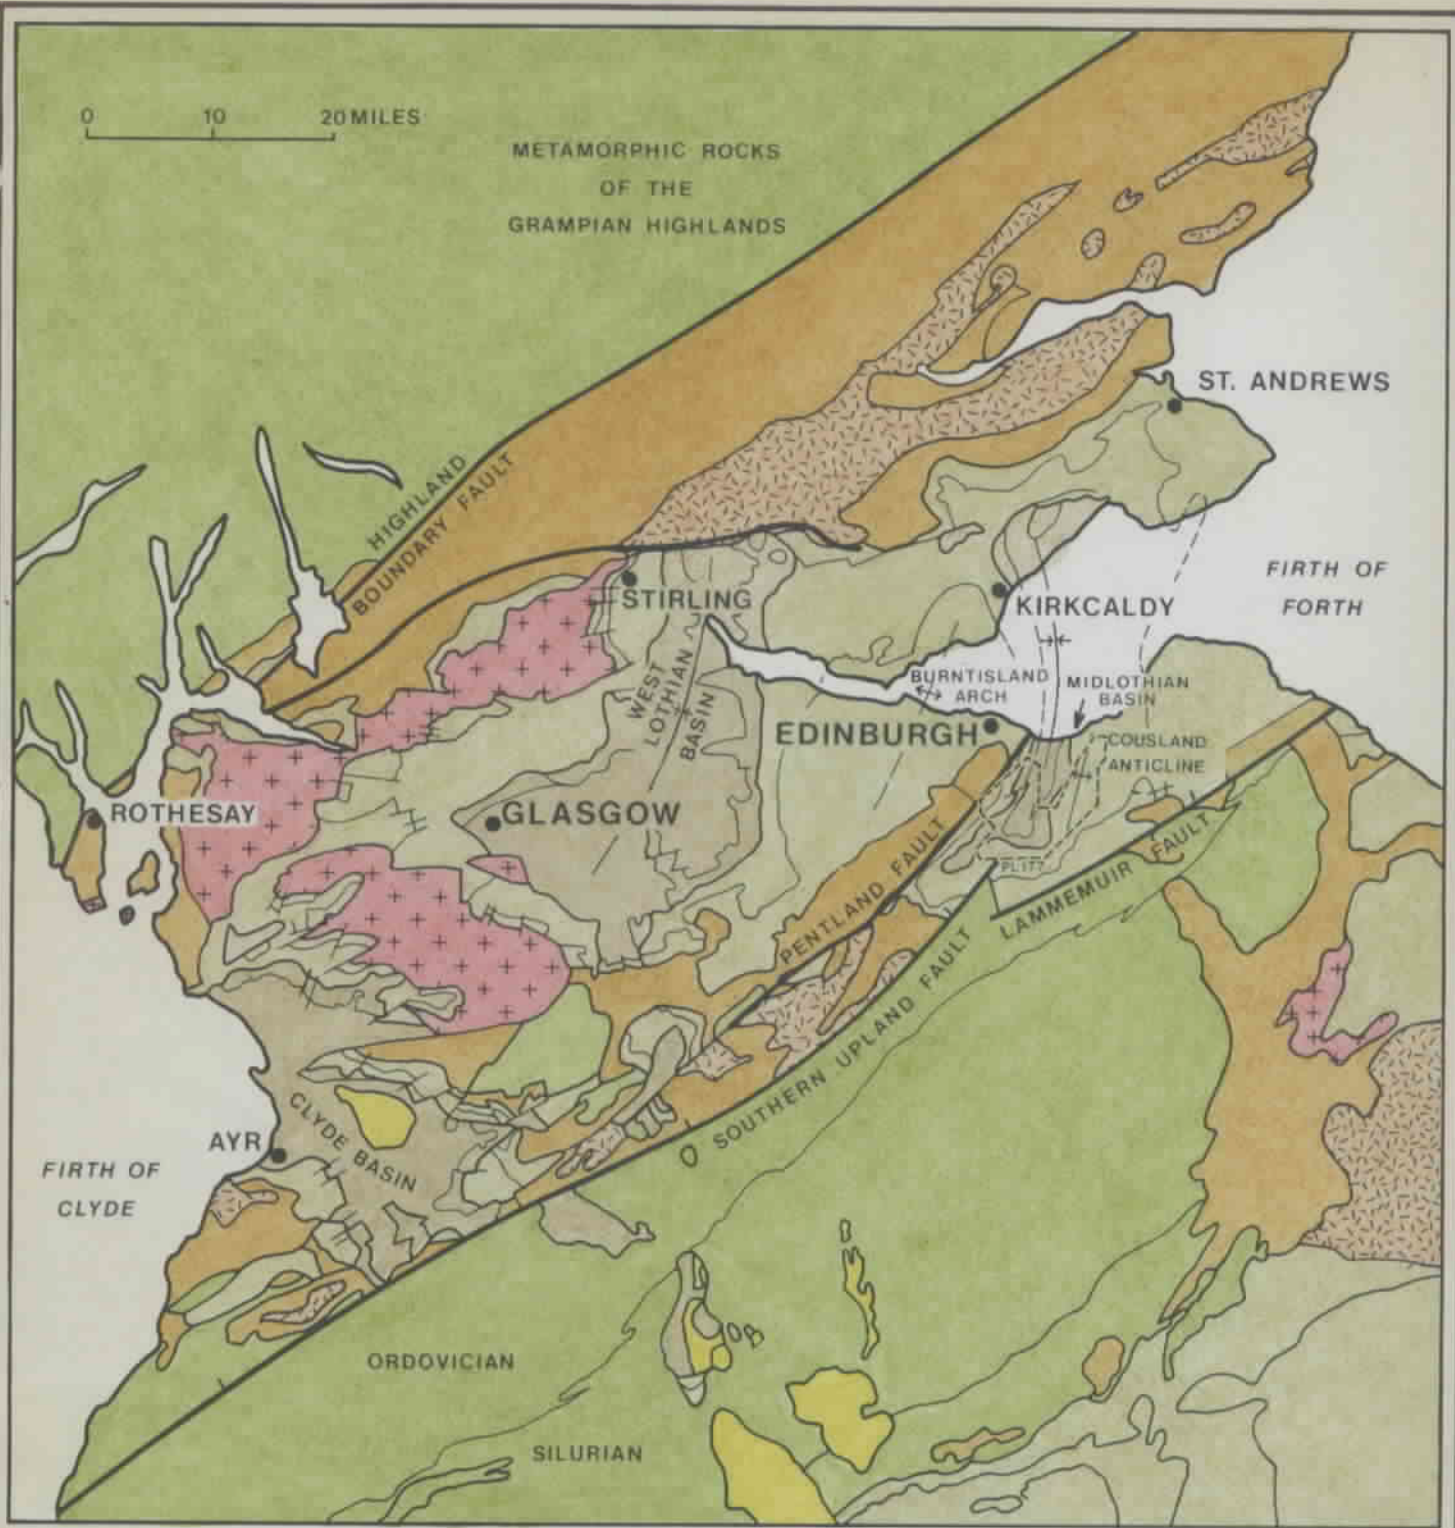 0 10 20 MILES
METAMORPHIC ROCKS
OF THE
GRAMPIAN HIGHLANDS
ST. ANDREWS
HIGHLAND
BOUNDARY FAULT
STIRLING
FIRTH OF
FORTH
KIRKCALDY
WEST
LOTHIAN
BASIN
BURNTISLAND
ARCH
MIDLOTHIAN
BASIN
EDINBURGH
COUSLAND
ANTICLINE
ROTHESAY
GLASGOW
PENTLAND FAULT
LAMMEMUIR FAULT
SOUTHERN UPLAND FAULT
CLYDE BASIN
AYR
FIRTH OF
CLYDE
ORDOVICIAN
SILURIAN